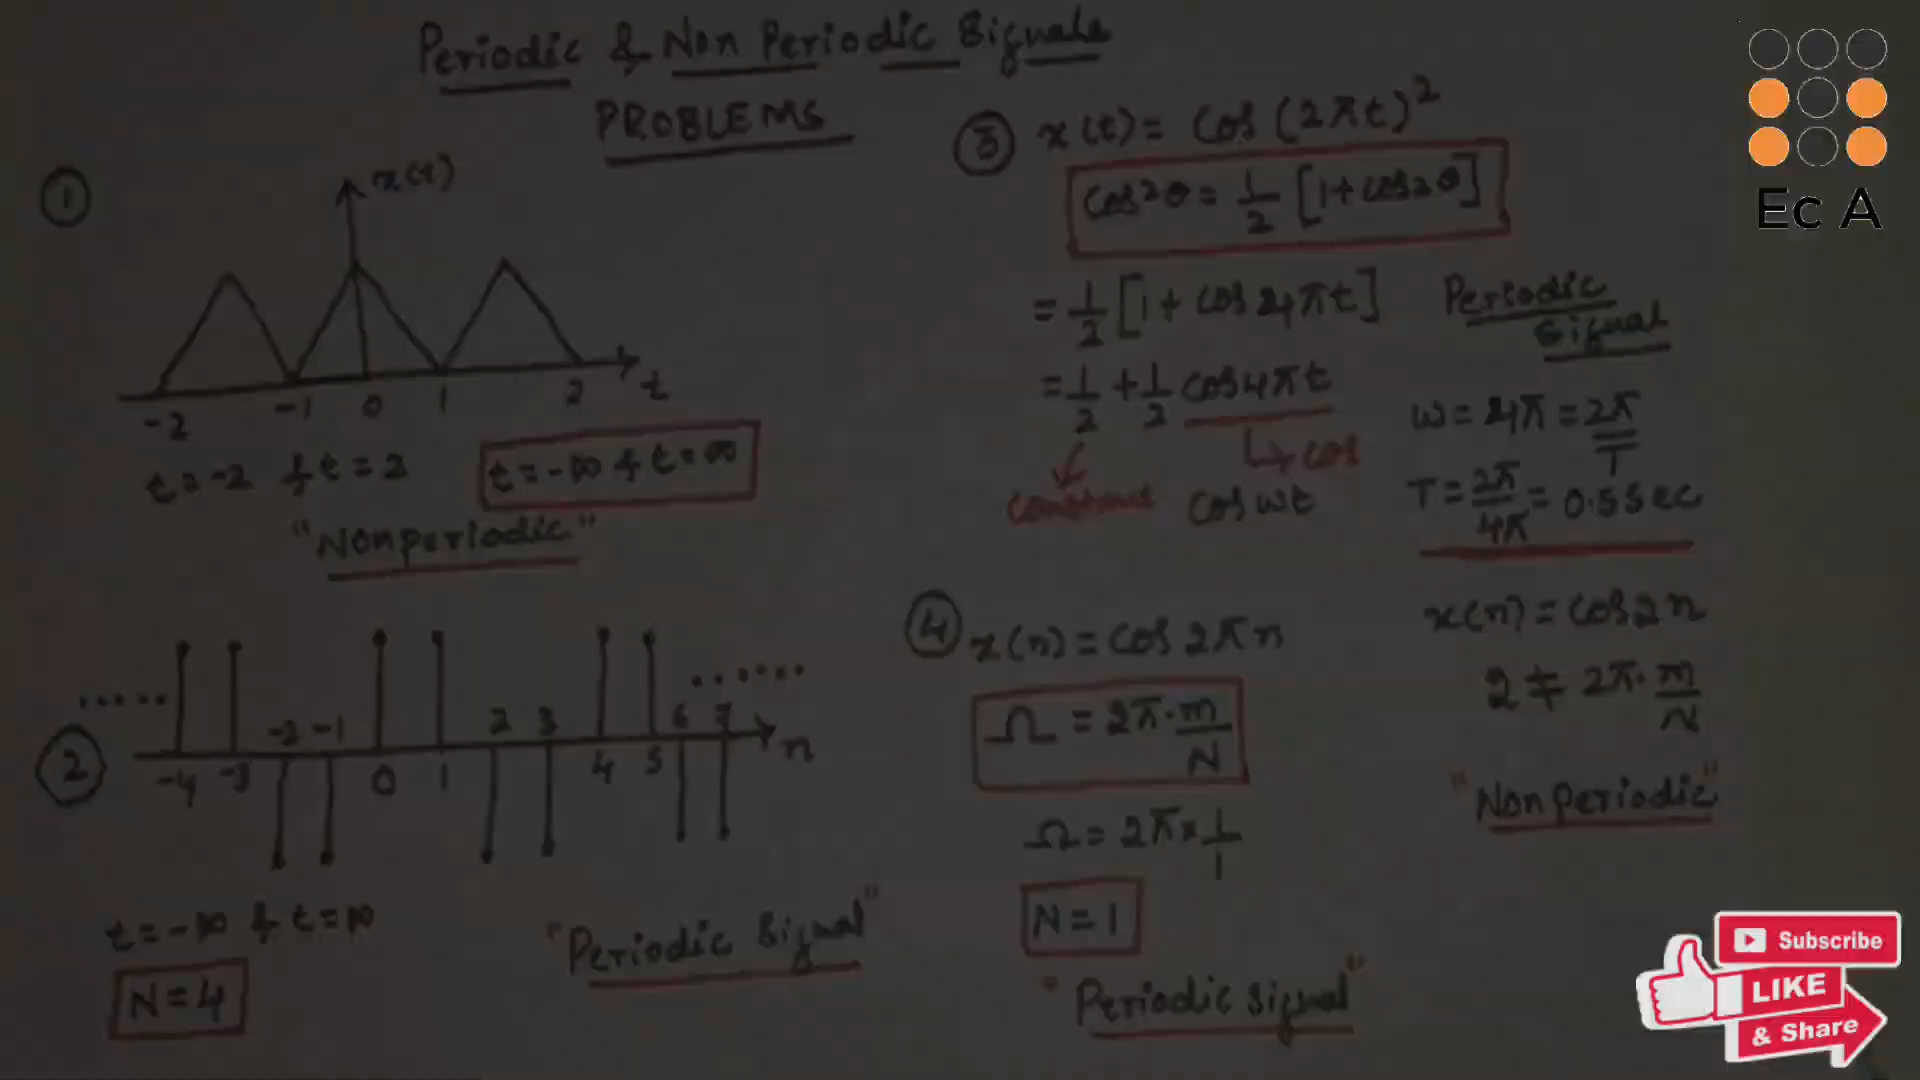 Periodic & Non Periodic Signals
PROBLEMS
1
x(t)
-2 -1 0 1 2 t
t = -2 & t = 2
t = -∞ & t = ∞
"Nonperiodic"
2
-2 -1 2 3 6 7
-4 -3 0 1 4 5 n
t = -∞ & t = ∞
"Periodic Signal"
N = 4
3 x(t) = Cos (2πt)²
Cos²θ = 1/2 [1 + cos2θ]
= 1/2 [1 + cos 4πt]
Periodic
Signal
= 1/2 + 1/2 cos 4πt
↳ cos
constant
cos wt
ω = 4π = 2π/T
T = 2π/4π = 0.5 Sec
4 x(n) = cos 2πn
Ω = 2π · m/N
Ω = 2π × 1/1
N = 1
"Periodic Signal"
x(n) = cos 2n
2 ≠ 2π · m/N
"Non Periodic"
Ec A
Subscribe
LIKE
& Share